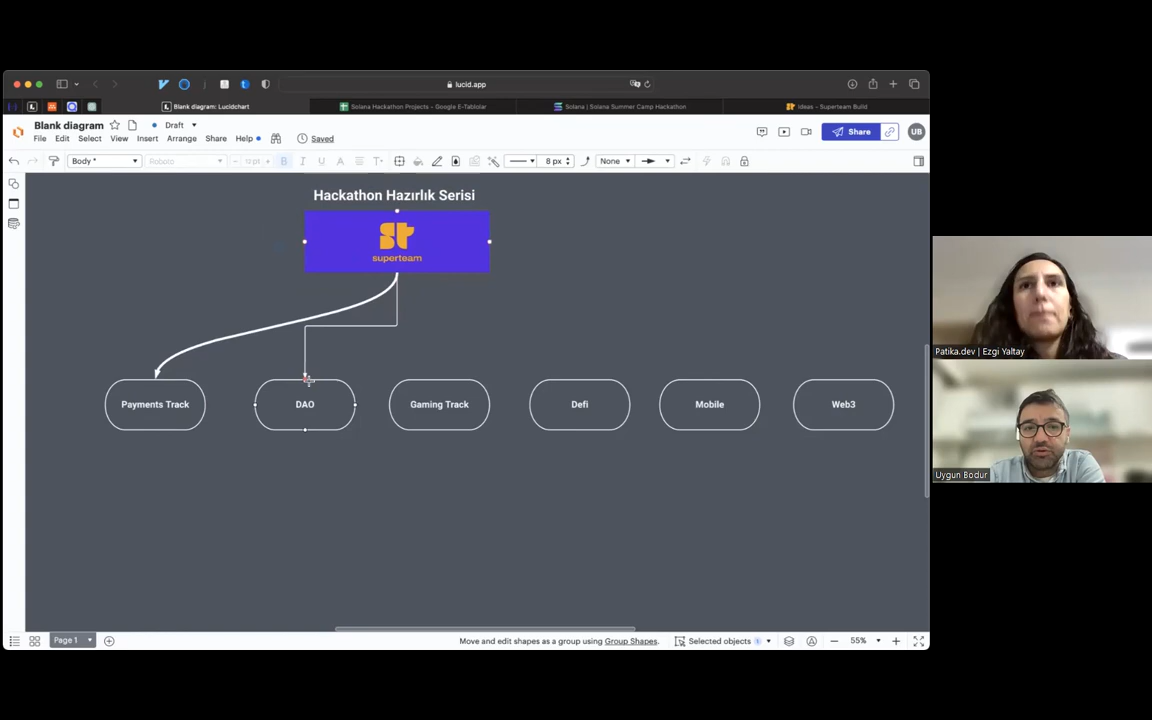 lucid.app
Blank diagram: Lucidchart
Solana Hackathon Projects – Google E-Tablolar
Solana | Solana Summer Camp Hackathon
Ideas – Superteam Build
Blank diagram
Draft
File Edit Select View Insert Arrange Share Help
Saved
Share
UB
Body *
Roboto
8 px
None
Hackathon Hazırlık Serisi
st
superteam
Payments Track
DAO
Gaming Track
Defi
Mobile
Web3
Patika.dev | Ezgi Yaltay
Uygun Bodur
Page 1
Move and edit shapes as a group using Group Shapes.
Selected objects 1
55%